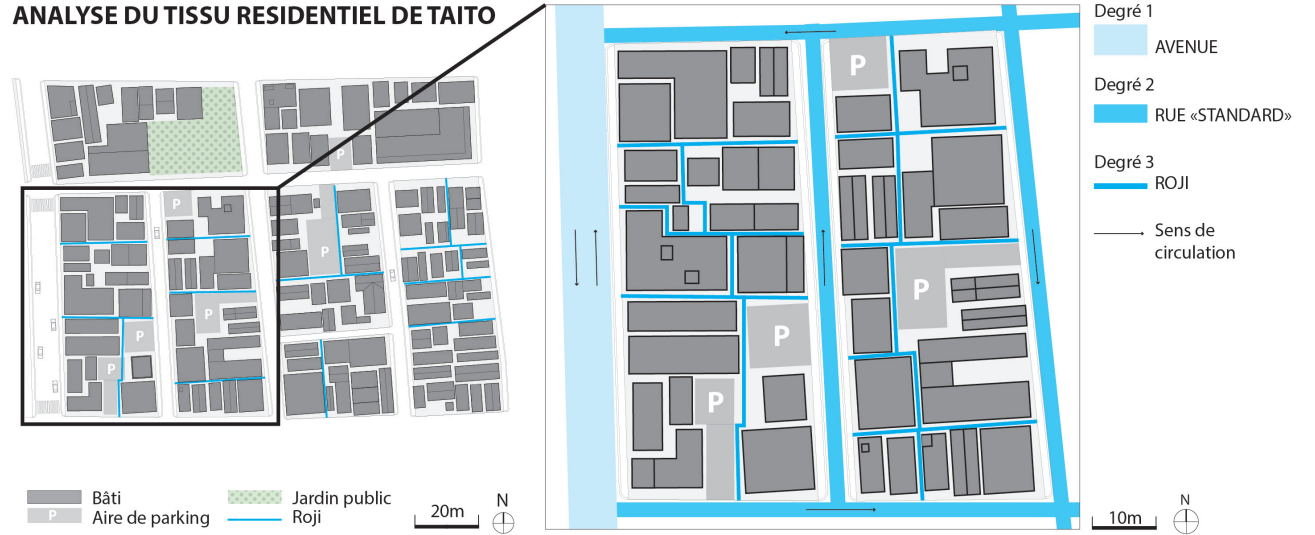 ANALYSE DU TISSU RESIDENTIEL DE TAITO
P
P
P
P
P
P
Bâti
P
Aire de parking
Jardin public
Roji
20m
N
P
P
P
P
Degré 1
AVENUE
Degré 2
RUE «STANDARD»
Degré 3
ROJI
Sens de
circulation
10m
N